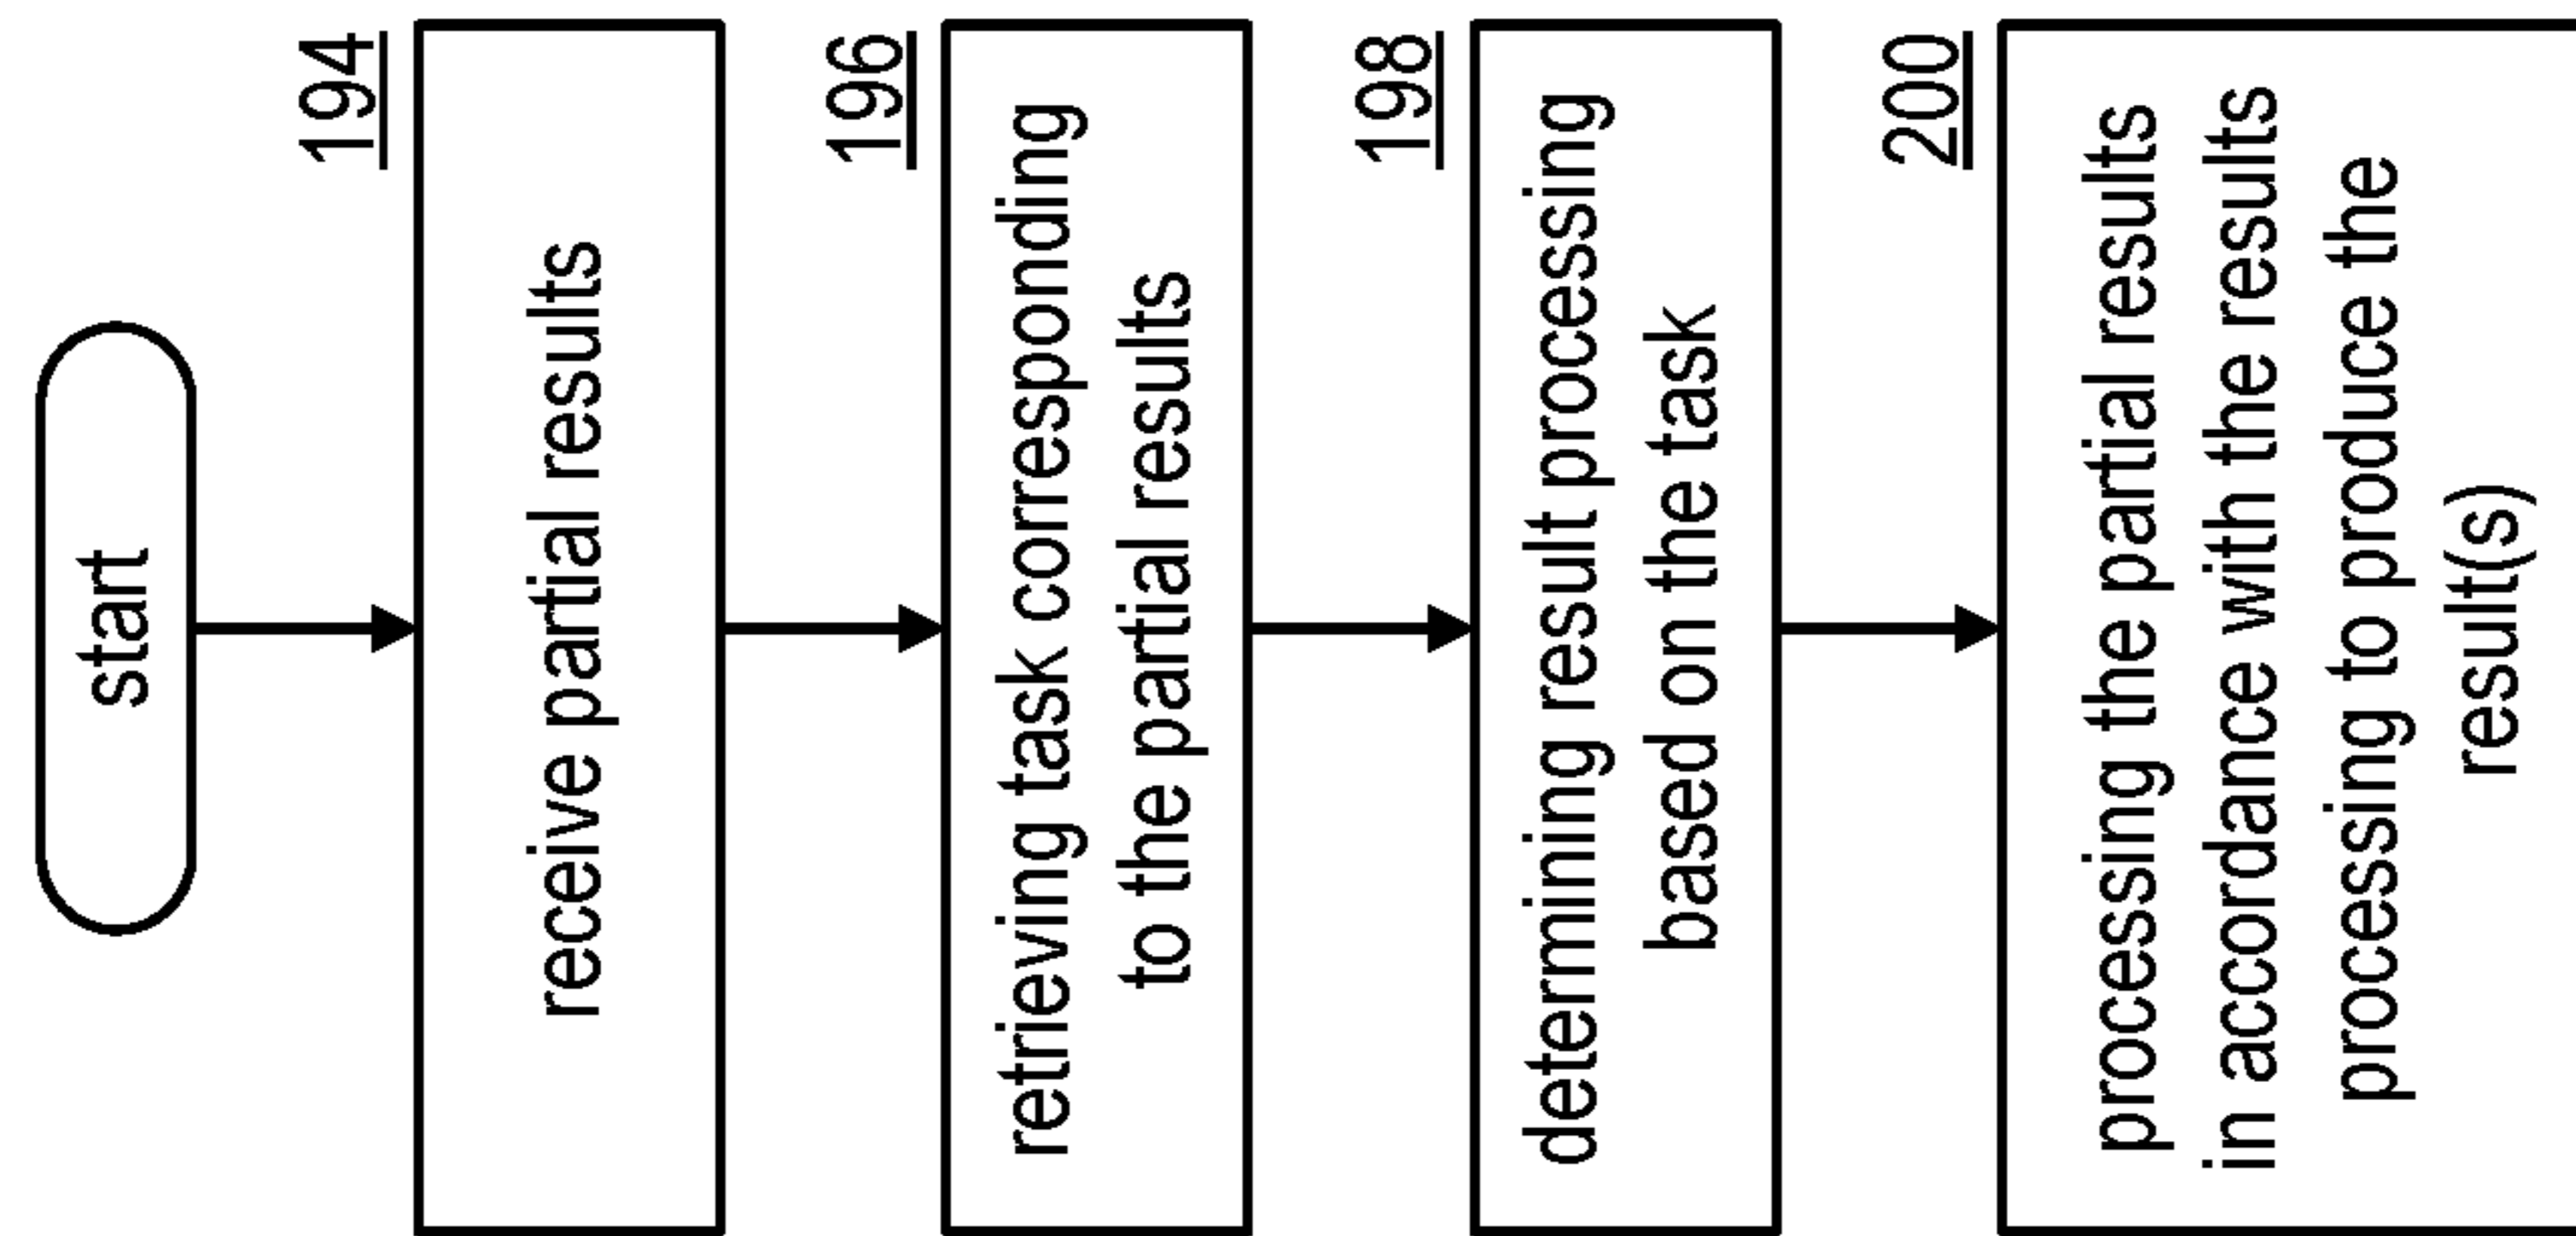 start
194
receive partial results
196
retrieving task corresponding
to the partial results
198
determining result processing
based on the task
200
processing the partial results
in accordance with the results
processing to produce the
result(s)